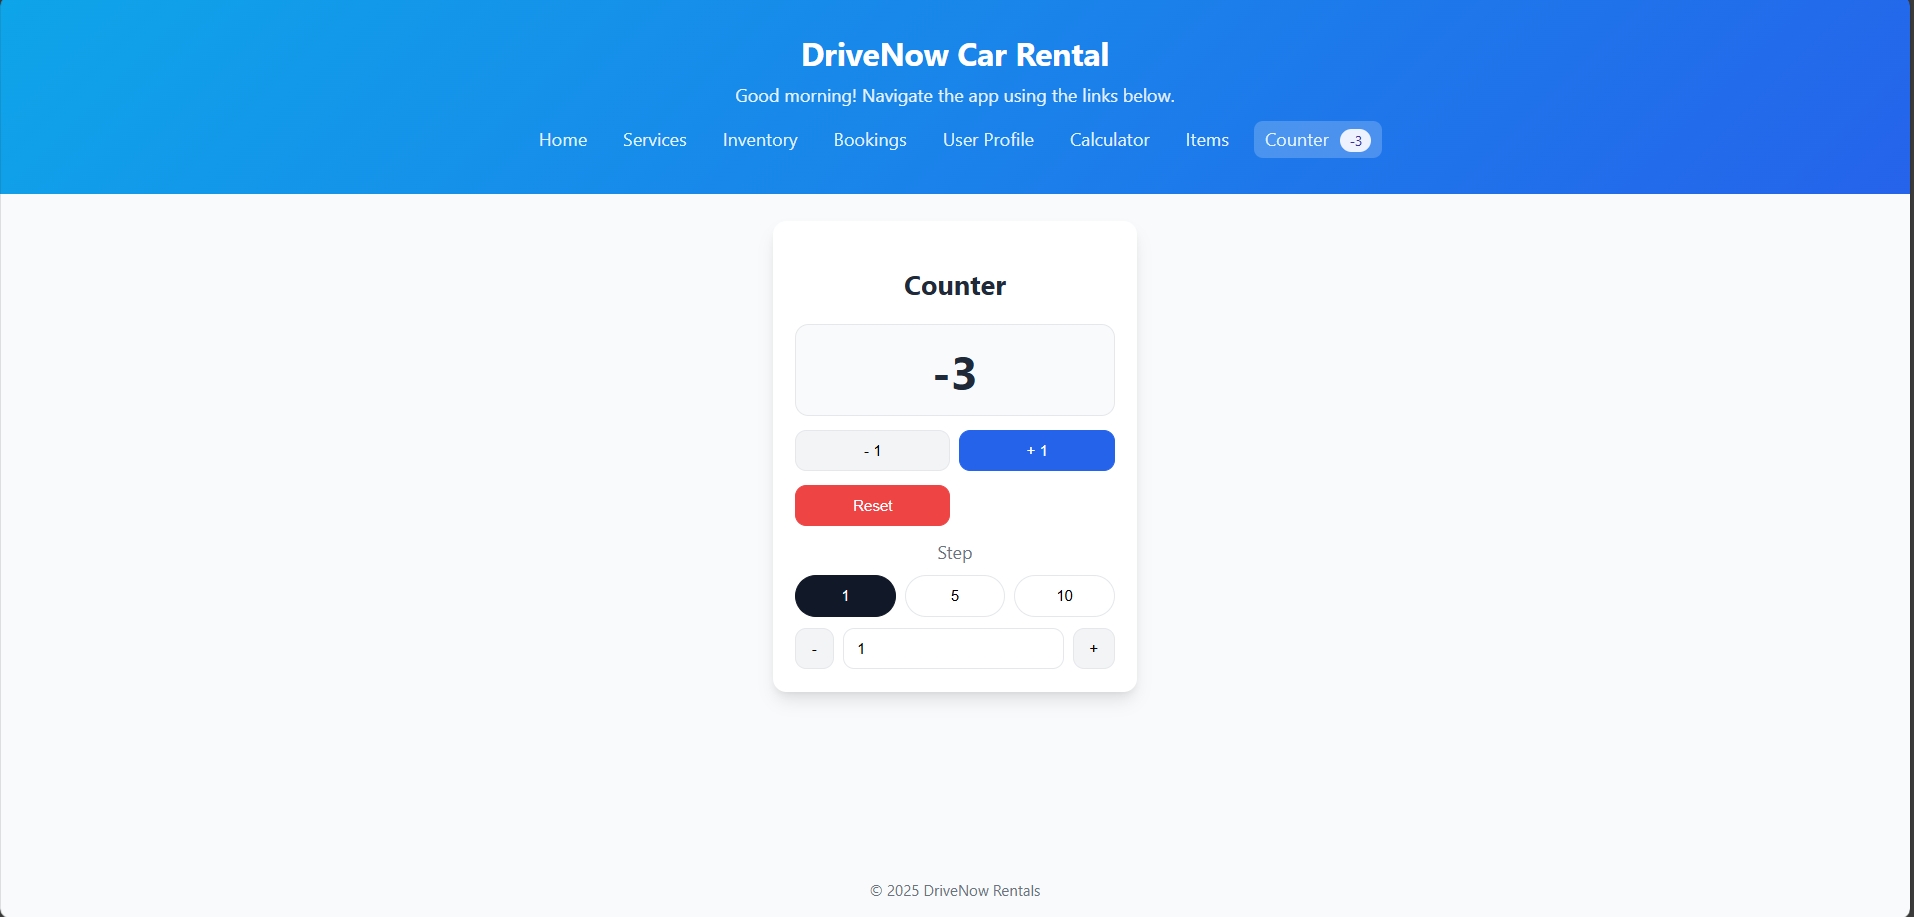 DriveNow Car Rental
Good morning! Navigate the app using the links below.
Home Services Inventory Bookings User Profile Calculator Items Counter -3
Counter
-3
- 1 + 1
Reset
Step
1 5 10
- 1 +
© 2025 DriveNow Rentals